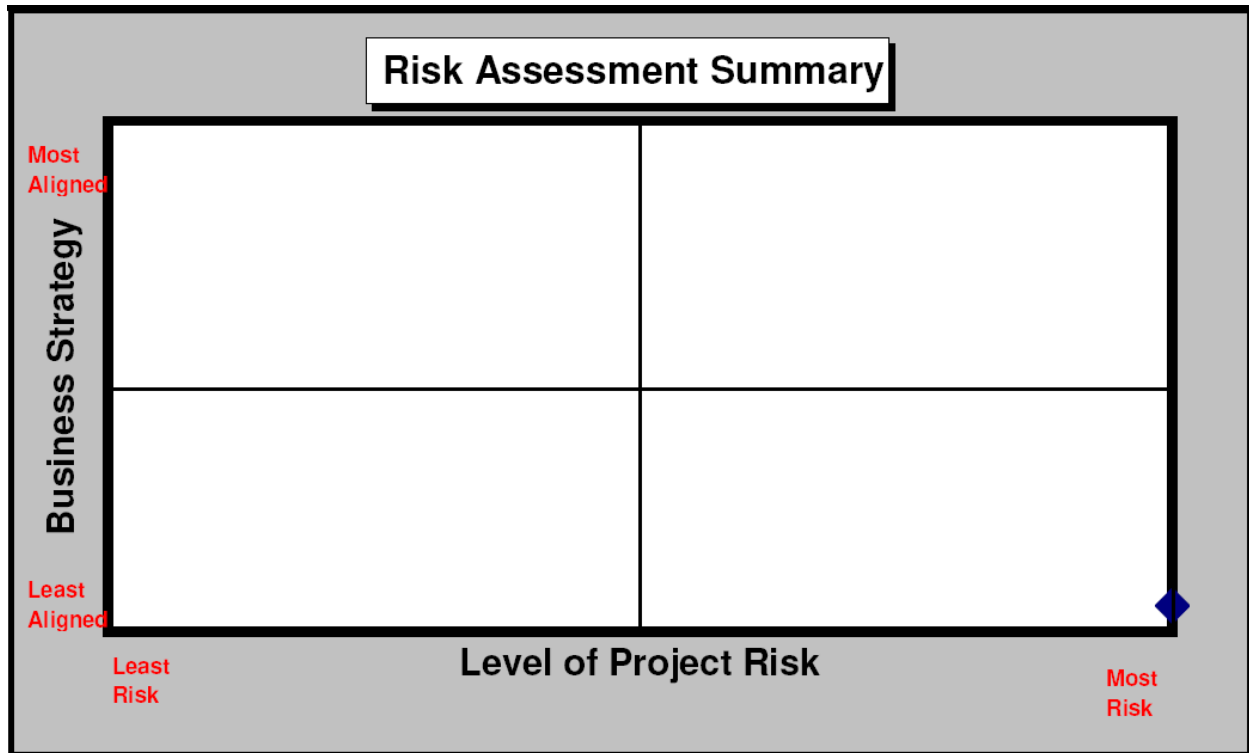 Risk Assessment Summary
Most
Aligned
Business Strategy
Least
Aligned
Least
Risk
Level of Project Risk
Most
Risk